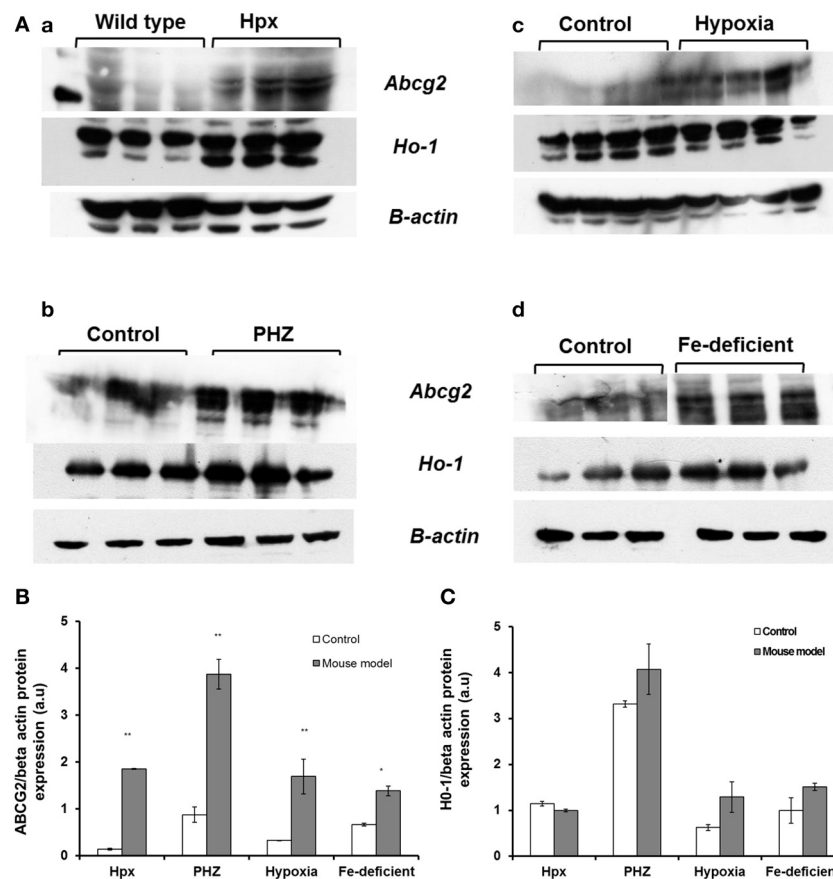 A
a
Wild type
Hpx
Abcg2
Ho-1
B-actin
c
Control
Hypoxia
b
Control
PHZ
Abcg2
Ho-1
B-actin
d
Control
Fe-deficient
B
ABCG2/beta actin protein
expression (a.u)
5
4
3
2
1
0
**
**
**
*
Control
Mouse model
Hpx
PHZ
Hypoxia
Fe-deficient
C
H0-1/beta actin protein
expression (a.u)
5
4
3
2
1
0
Control
Mouse model
Hpx
PHZ
Hypoxia
Fe-deficient